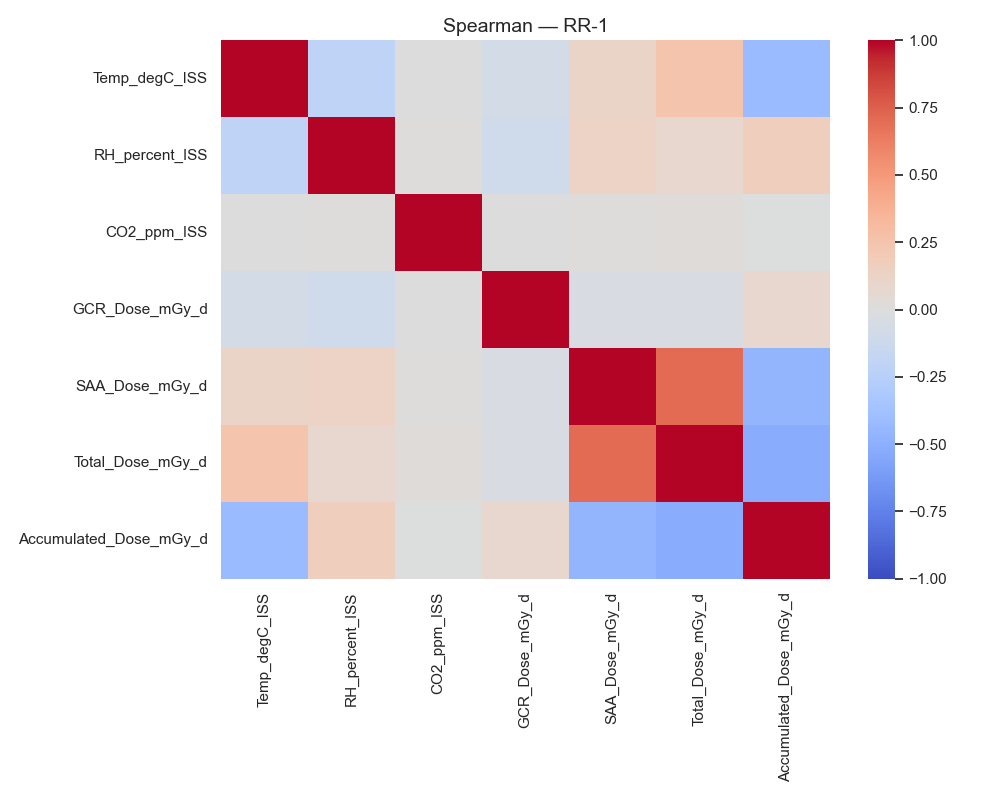 Spearman — RR-1
Temp_degC_ISS
RH_percent_ISS
CO2_ppm_ISS
GCR_Dose_mGy_d
SAA_Dose_mGy_d
Total_Dose_mGy_d
Accumulated_Dose_mGy_d
Temp_degC_ISS
RH_percent_ISS
CO2_ppm_ISS
GCR_Dose_mGy_d
SAA_Dose_mGy_d
Total_Dose_mGy_d
Accumulated_Dose_mGy_d
1.00
0.75
0.50
0.25
0.00
−0.25
−0.50
−0.75
−1.00